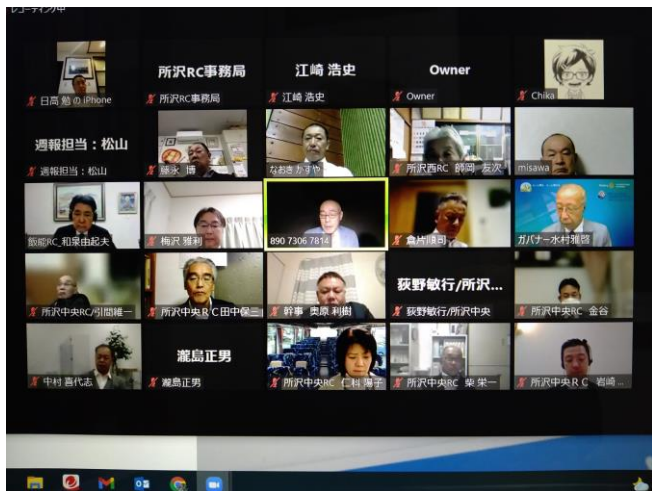 レコーディング中
所沢RC事務局
江崎 浩史
Owner
日高 勉 の iPhone
所沢RC事務局
江崎 浩史
Owner
Chika
週報担当：松山
週報担当：松山
藤永 博
なおき かすや
所沢西RC 師岡 友次
misawa
飯能RC_和泉由起夫
梅沢 雅利
890 7306 7814
倉片順司
ガバナー水村雅啓
荻野敏行/所沢...
所沢中央RC/引間維一
所沢中央ＲＣ田中保三
幹事 奥原 利樹
荻野敏行/所沢中央
所沢中央RC 金谷
瀧島正男
中村 喜代志
瀧島正男
所沢中央RC 仁科 陽子
所沢中央RC 柴 栄一
所沢中央ＲＣ 岩崎...